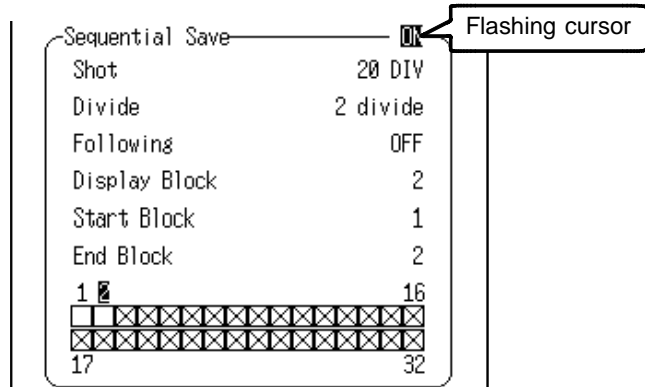 Sequential Save ON
Flashing cursor
Shot 20 DIV
Divide 2 divide
Following OFF
Display Block 2
Start Block 1
End Block 2
1 2 16
17 32